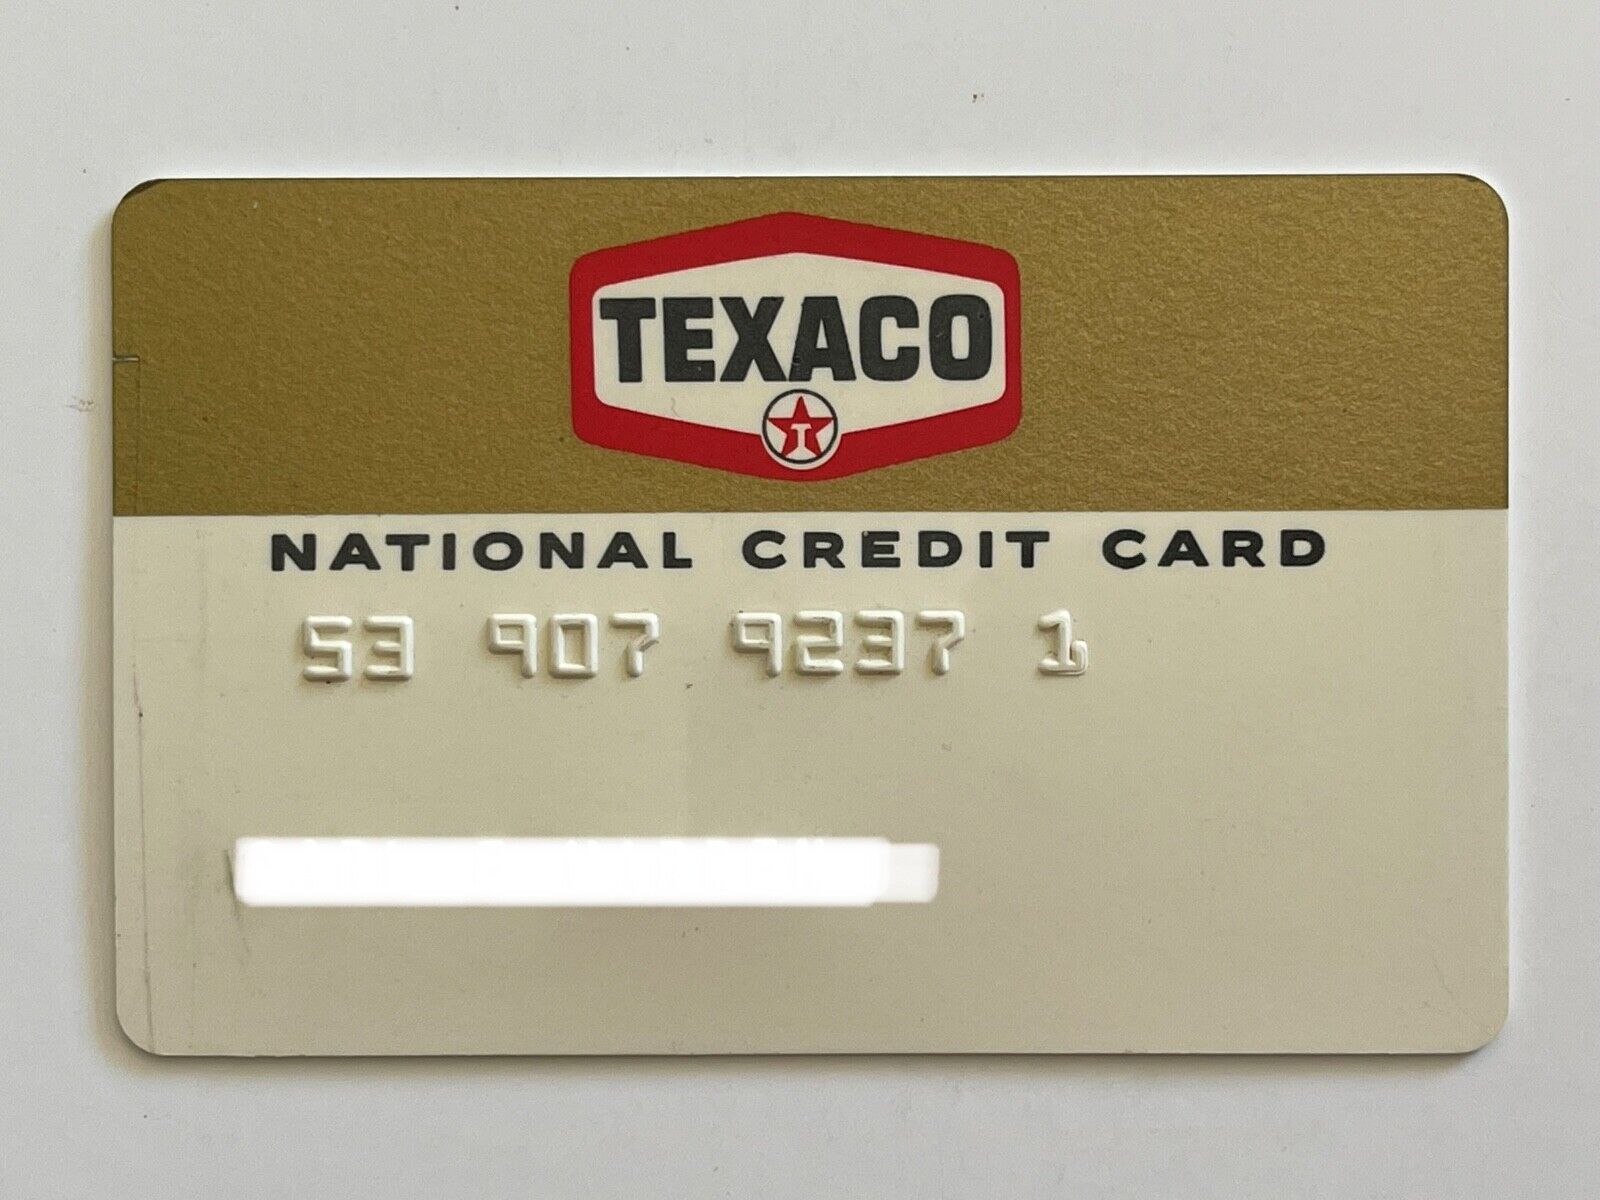 TEXACO
T
NATIONAL CREDIT CARD
53 907 9237 1